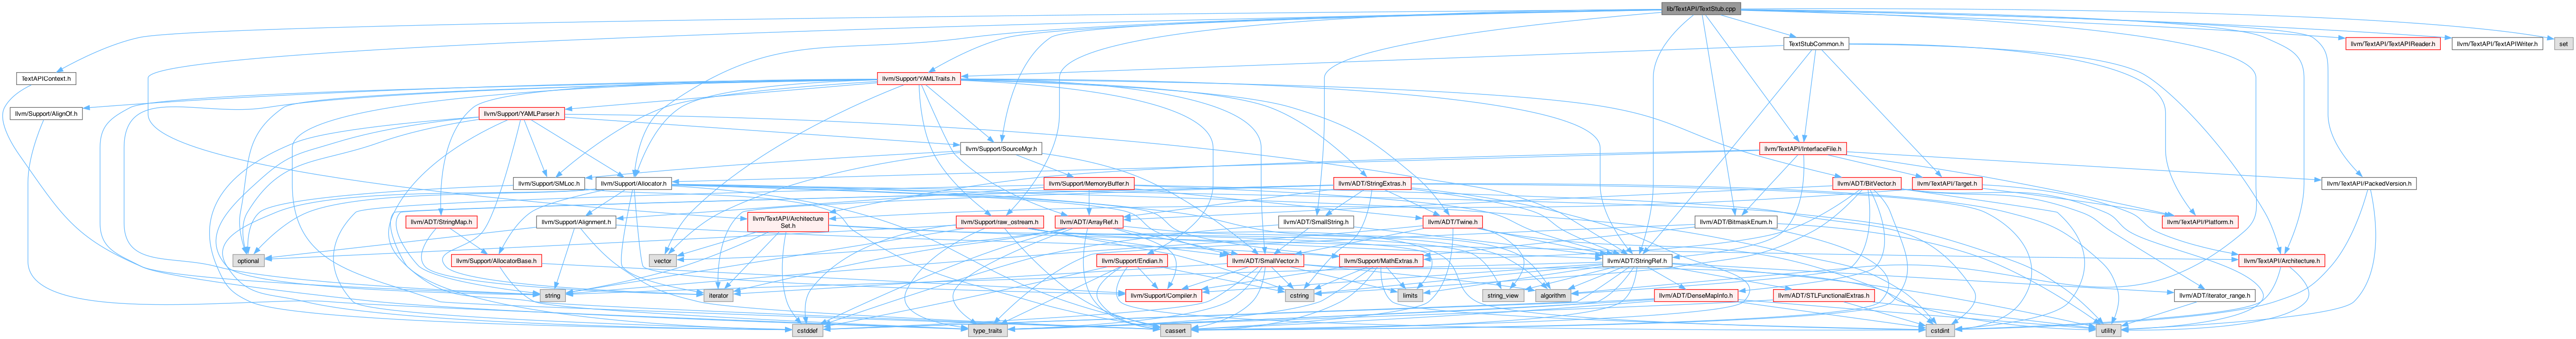 lib/TextAPI/TextStub.cpp
TextStubCommon.h
llvm/TextAPI/TextAPIReader.h
llvm/TextAPI/TextAPIWriter.h
set
TextAPIContext.h
llvm/Support/YAMLTraits.h
llvm/Support/AlignOf.h
llvm/Support/YAMLParser.h
llvm/Support/SourceMgr.h
llvm/TextAPI/InterfaceFile.h
llvm/Support/SMLoc.h
llvm/Support/Allocator.h
llvm/Support/MemoryBuffer.h
llvm/ADT/StringExtras.h
llvm/ADT/BitVector.h
llvm/TextAPI/Target.h
llvm/TextAPI/PackedVersion.h
llvm/ADT/StringMap.h
llvm/Support/Alignment.h
llvm/TextAPI/Architecture
Set.h
llvm/Support/raw_ostream.h
llvm/ADT/ArrayRef.h
llvm/ADT/SmallString.h
llvm/ADT/Twine.h
llvm/ADT/BitmaskEnum.h
llvm/TextAPI/Platform.h
optional
llvm/Support/AllocatorBase.h
vector
llvm/Support/Endian.h
llvm/ADT/SmallVector.h
llvm/Support/MathExtras.h
llvm/ADT/StringRef.h
llvm/TextAPI/Architecture.h
string
iterator
llvm/Support/Compiler.h
cstring
limits
string_view
algorithm
llvm/ADT/DenseMapInfo.h
llvm/ADT/STLFunctionalExtras.h
llvm/ADT/iterator_range.h
cstddef
type_traits
cassert
cstdint
utility